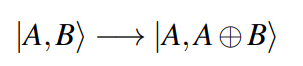 |A, B⟩ ⟶ |A, A ⊕ B⟩